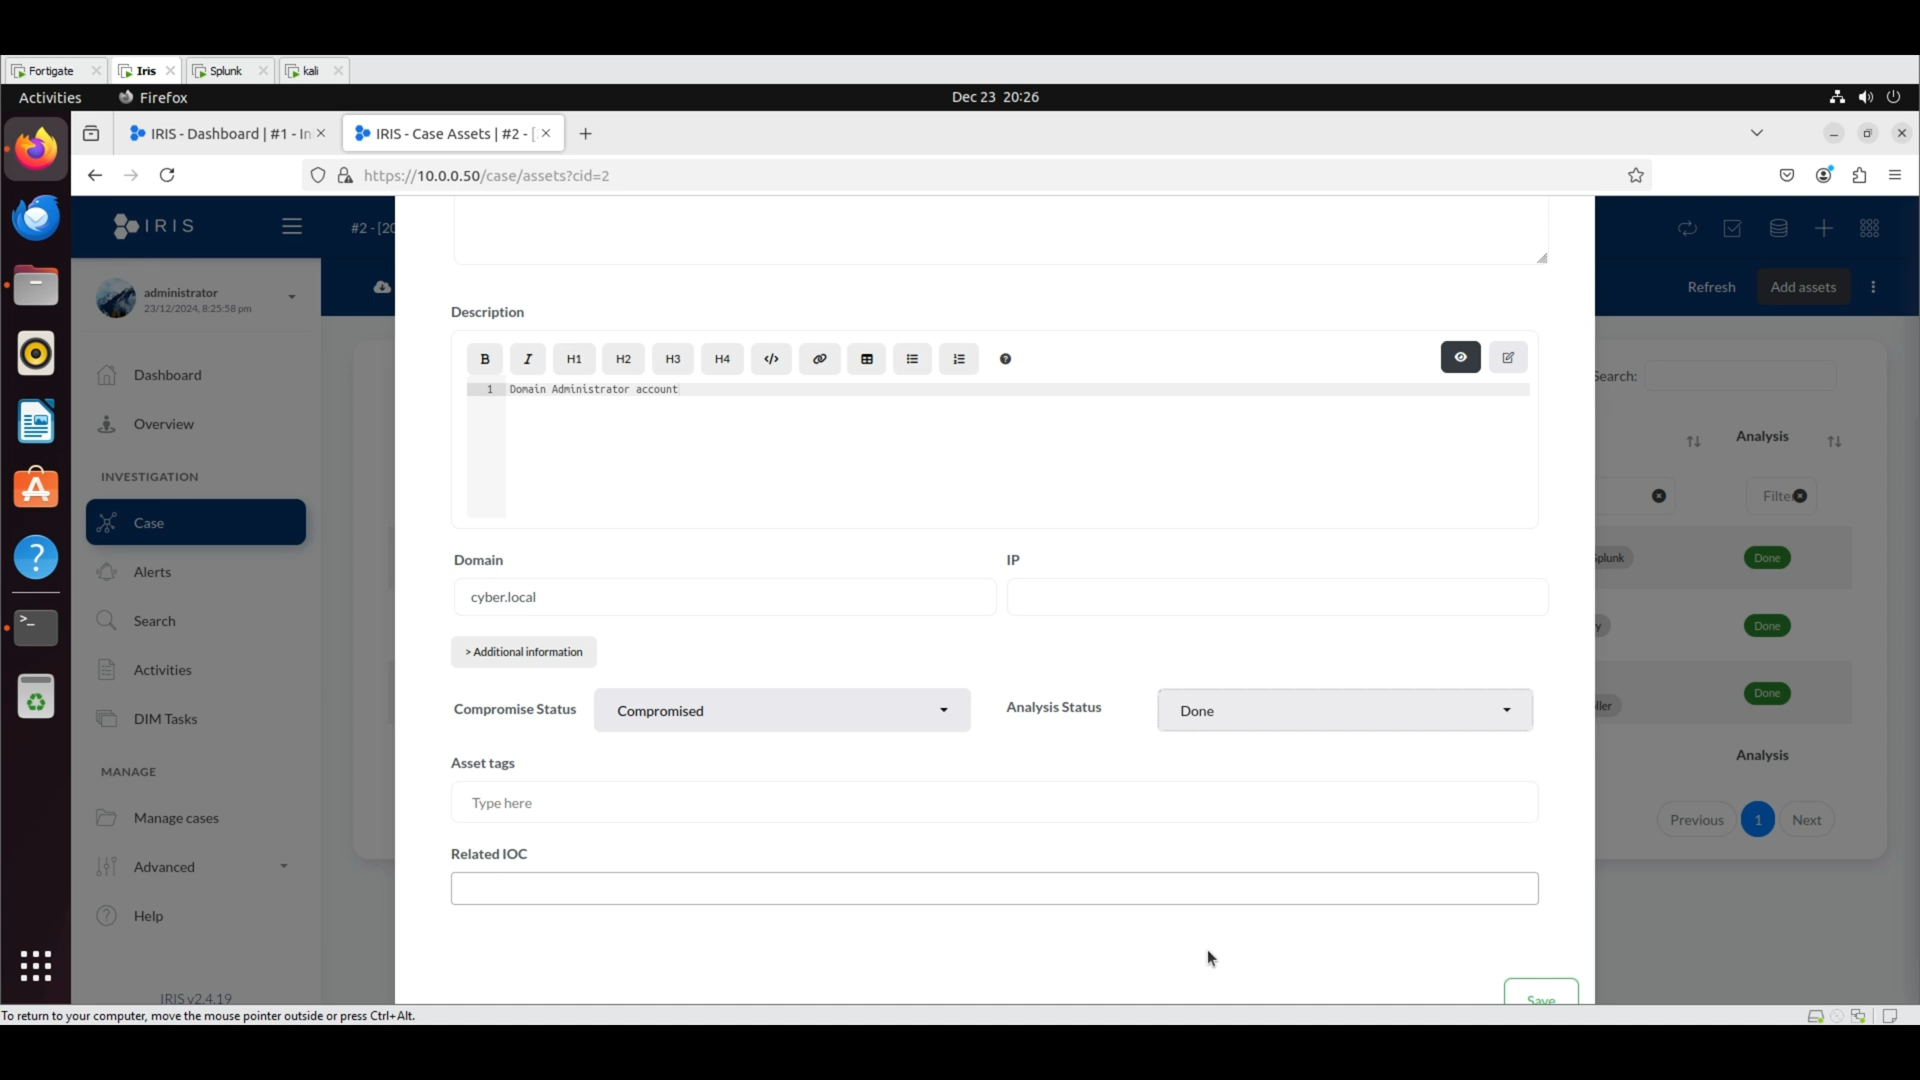 Fortigate
Iris
Splunk
kali
Activities
Firefox
Dec 23 20:26
IRIS - Dashboard | #1 - In
IRIS - Case Assets | #2 - [
https://10.0.0.50/case/assets?cid=2
IRIS
#2 - [20
administrator
23/12/2024, 8:25:58 pm
Refresh
Add assets
Description
B I H1 H2 H3 H4
1 Domain Administrator account
Search:
Dashboard
Overview
INVESTIGATION
Case
Alerts
Search
Activities
DIM Tasks
MANAGE
Manage cases
Advanced
Help
IRIS v2.4.19
Analysis
Filter
Splunk
Done
y
Done
ller
Done
Analysis
Previous
1
Next
Domain
cyber.local
IP
> Additional information
Compromise Status
Compromised
Analysis Status
Done
Asset tags
Type here
Related IOC
Save
To return to your computer, move the mouse pointer outside or press Ctrl+Alt.